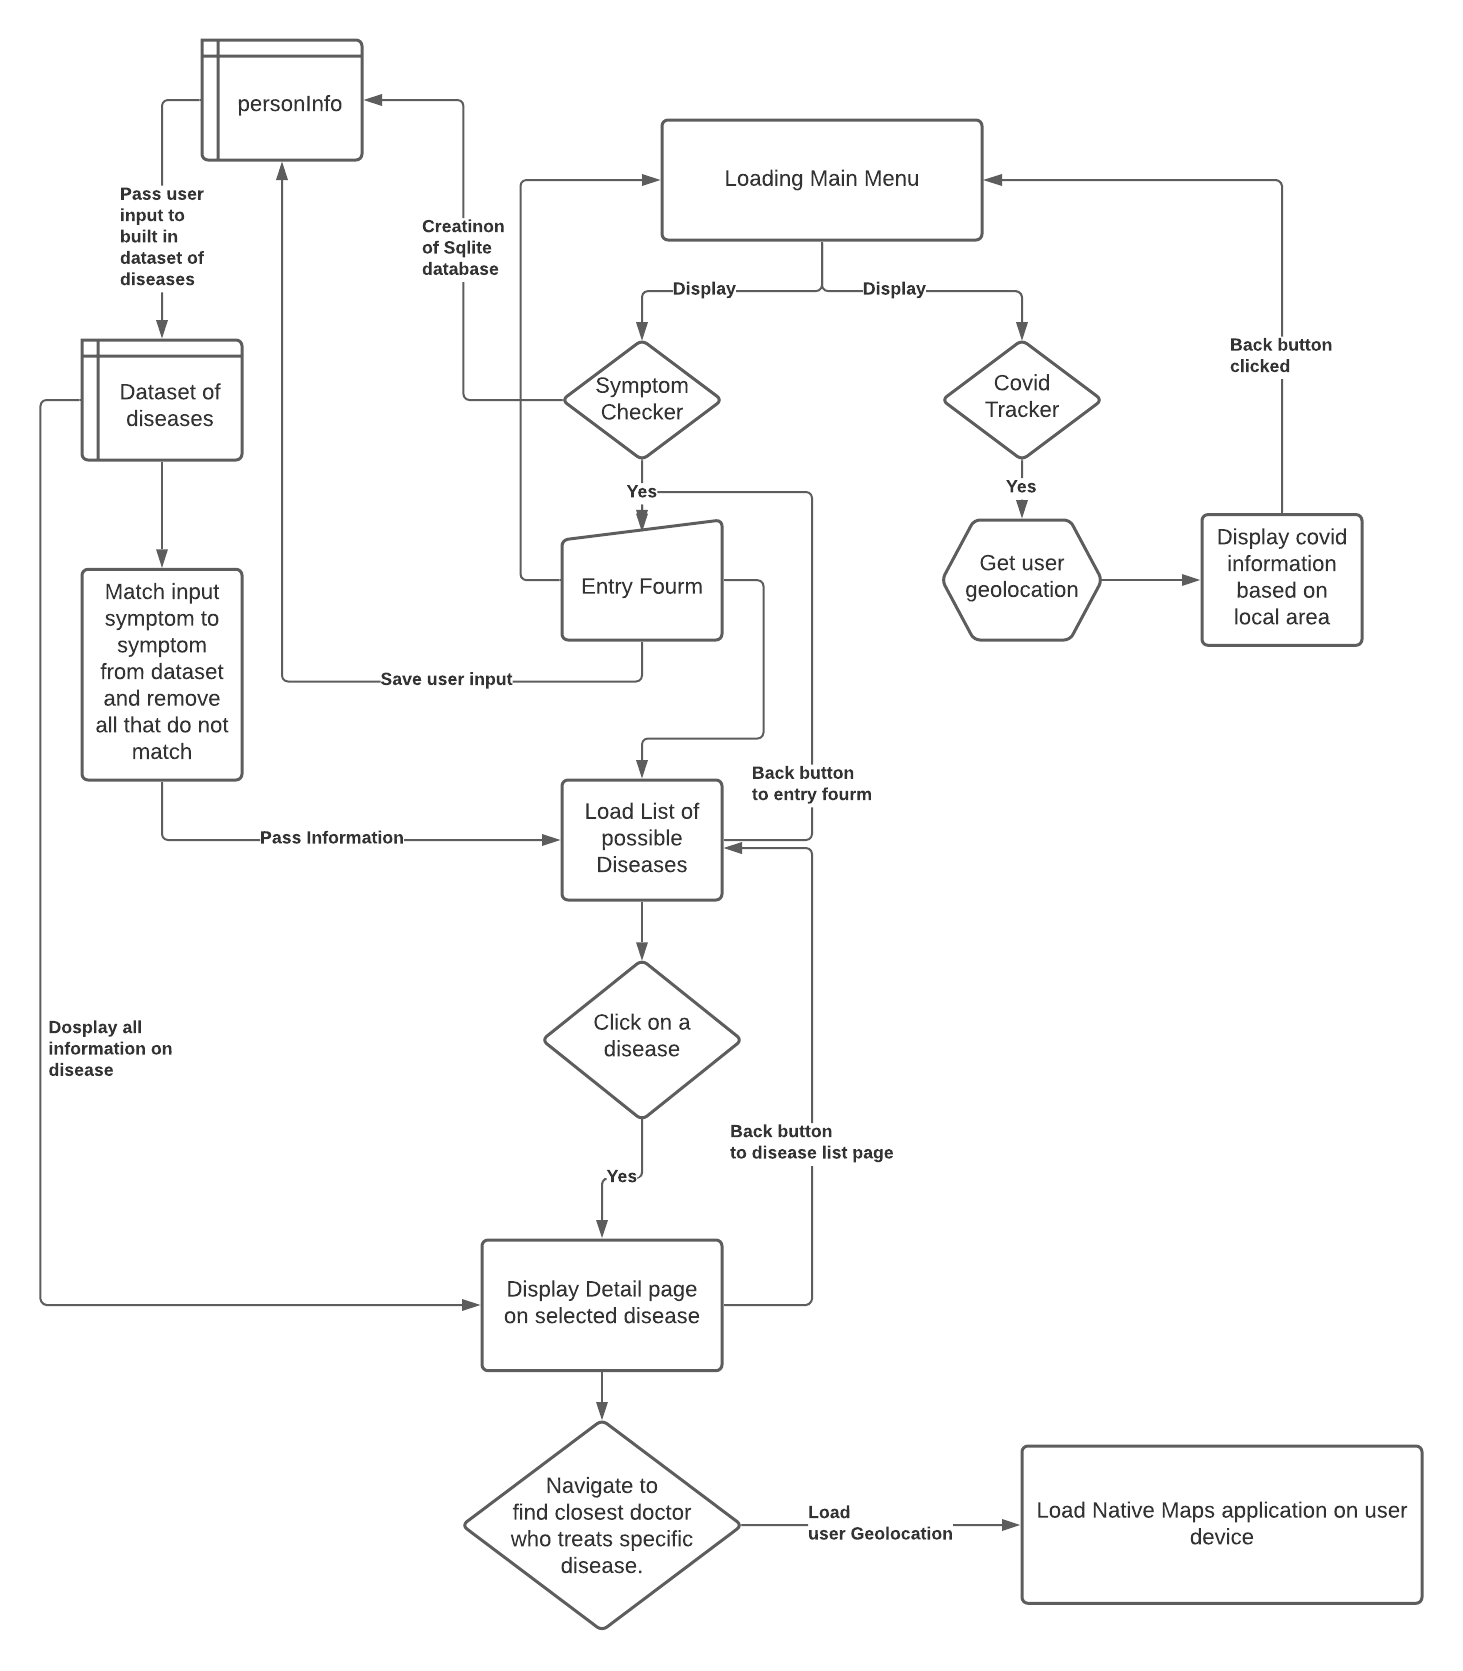 personInfo
Loading Main Menu
Pass user
input to
built in
dataset of
diseases
Creatinon
of Sqlite
database
Display
Display
Back button
clicked
Dataset of
diseases
Symptom
Checker
Covid
Tracker
Yes
Yes
Match input
symptom to
symptom
from dataset
and remove
all that do not
match
Entry Fourm
Get user
geolocation
Display covid
information
based on
local area
Save user input
Back button
to entry fourm
Load List of
possible
Diseases
Pass Information
Click on a
disease
Dosplay all
information on
disease
Back button
to disease list page
Yes
Display Detail page
on selected disease
Navigate to
find closest doctor
who treats specific
disease.
Load
user Geolocation
Load Native Maps application on user
device